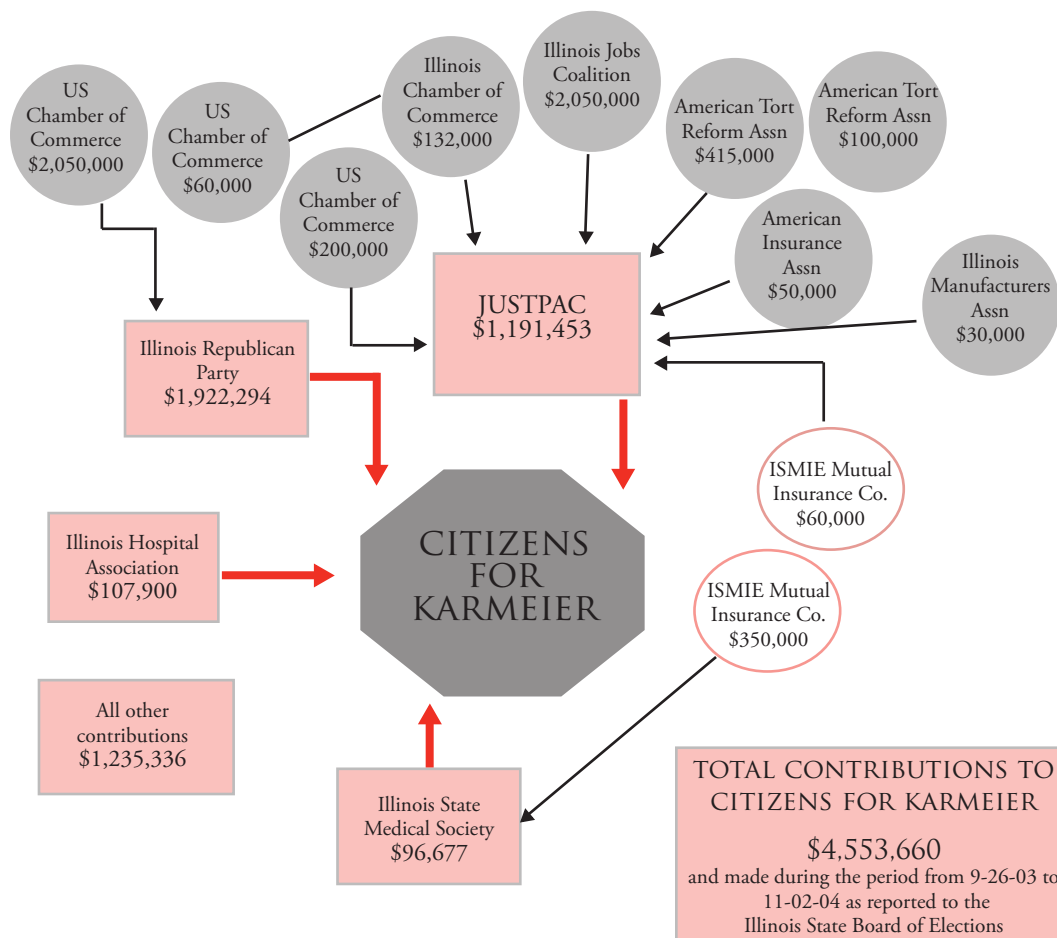 US
Chamber of
Commerce
$2,050,000
US
Chamber of
Commerce
$60,000
US
Chamber of
Commerce
$200,000
Illinois
Chamber of
Commerce
$132,000
Illinois Jobs
Coalition
$2,050,000
American Tort
Reform Assn
$415,000
American Tort
Reform Assn
$100,000
American
Insurance
Assn
$50,000
Illinois
Manufacturers
Assn
$30,000
JUSTPAC
$1,191,453
Illinois Republican
Party
$1,922,294
ISMIE Mutual
Insurance Co.
$60,000
ISMIE Mutual
Insurance Co.
$350,000
Illinois Hospital
Association
$107,900
CITIZENS
FOR
KARMEIER
All other
contributions
$1,235,336
Illinois State
Medical Society
$96,677
TOTAL CONTRIBUTIONS TO
CITIZENS FOR KARMEIER
$4,553,660
and made during the period from 9-26-03 to
11-02-04 as reported to the
Illinois State Board of Elections